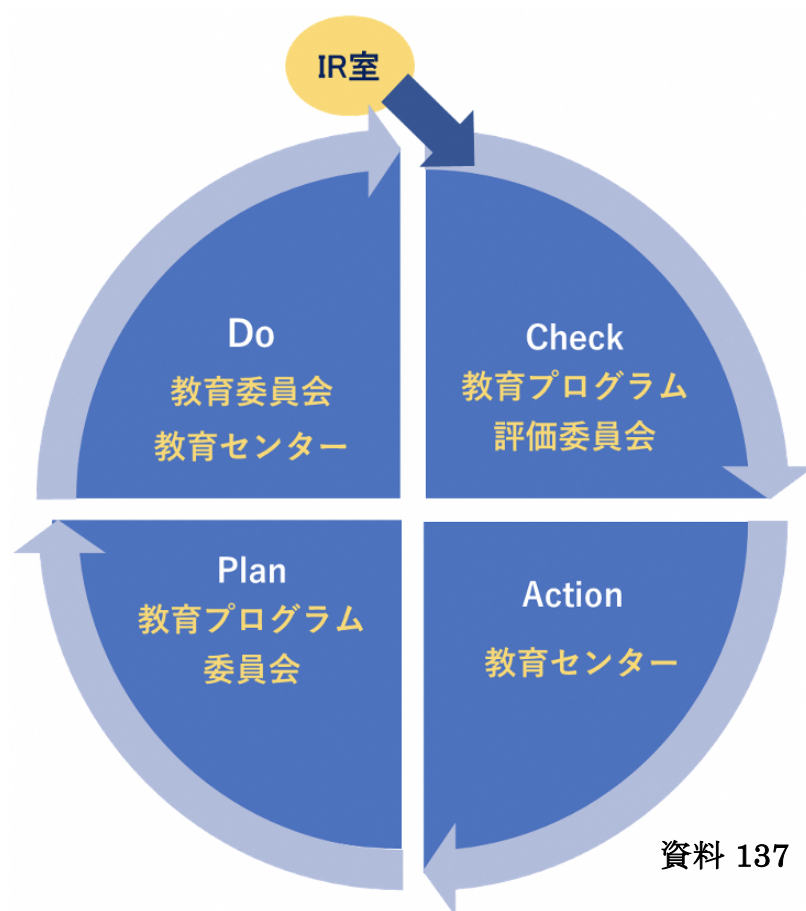 IR室
Do
教育委員会
教育センター
Check
教育プログラム
評価委員会
Plan
教育プログラム
委員会
Action
教育センター
資料 137